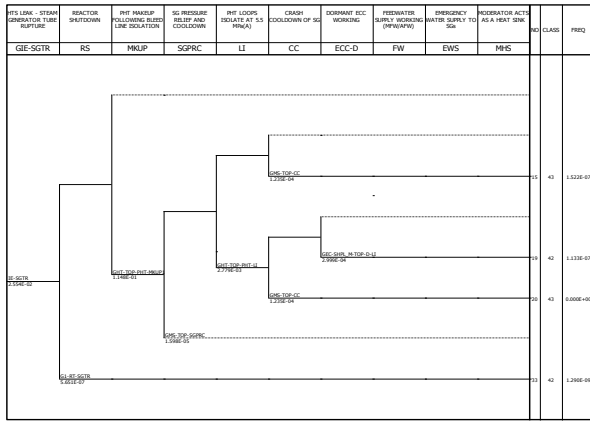 HTS LEAK - STEAM
GENERATOR TUBE
RUPTURE
REACTOR
SHUTDOWN
PHT MAKEUP
FOLLOWING BLEED
LINE ISOLATION
SG PRESSURE
RELIEF AND
COOLDOWN
PHT LOOPS
ISOLATE AT 5.5
MPa(A)
CRASH
COOLDOWN OF SG
DORMANT ECC
WORKING
FEEDWATER
SUPPLY WORKING
(MFW/AFW)
EMERGENCY
WATER SUPPLY TO
SGs
MODERATOR ACTS
AS A HEAT SINK
NO CLASS FREQ
GIE-SGTR RS MKUP SGPRC LI CC ECC-D FW EWS MHS
GMS-TOP-CC
1.235E-04
15 43 1.522E-07
GEC-SHPL_M-TOP-D-LI
2.999E-04
19 42 1.133E-07
IE-SGTR
2.554E-02
GHT-TOP-PHT-MKUP
1.148E-01
GHT-TOP-PHT-LI
2.779E-03
GMS-TOP-CC
1.235E-04
20 43 0.000E+00
GMS-TOP-SGPRC
1.598E-05
G1-RT-SGTR
5.651E-07
33 42 1.290E-09